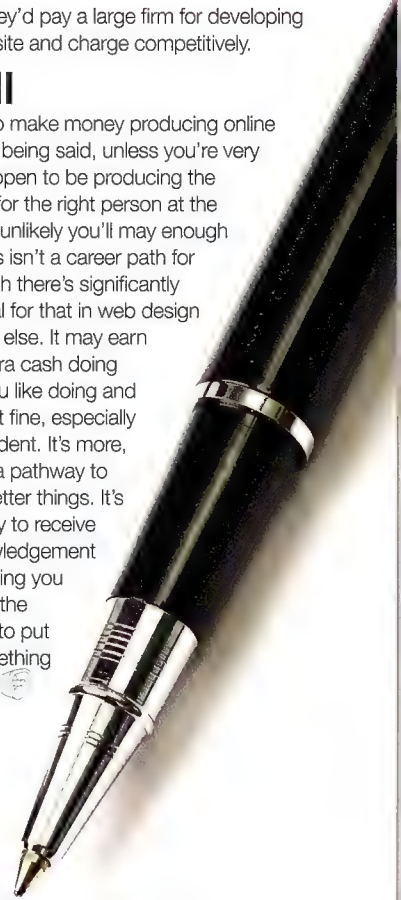 ey'd pay a large firm for developing
site and charge competitively.
ll
o make money producing online
being said, unless you're very
open to be producing the
for the right person at the
unlikely you'll may enough
s isn't a career path for
h there's significantly
al for that in web design
else. It may earn
ra cash doing
u like doing and
t fine, especially
dent. It's more,
a pathway to
etter things. It's
y to receive
wledgement
ing you
the
to put
ething